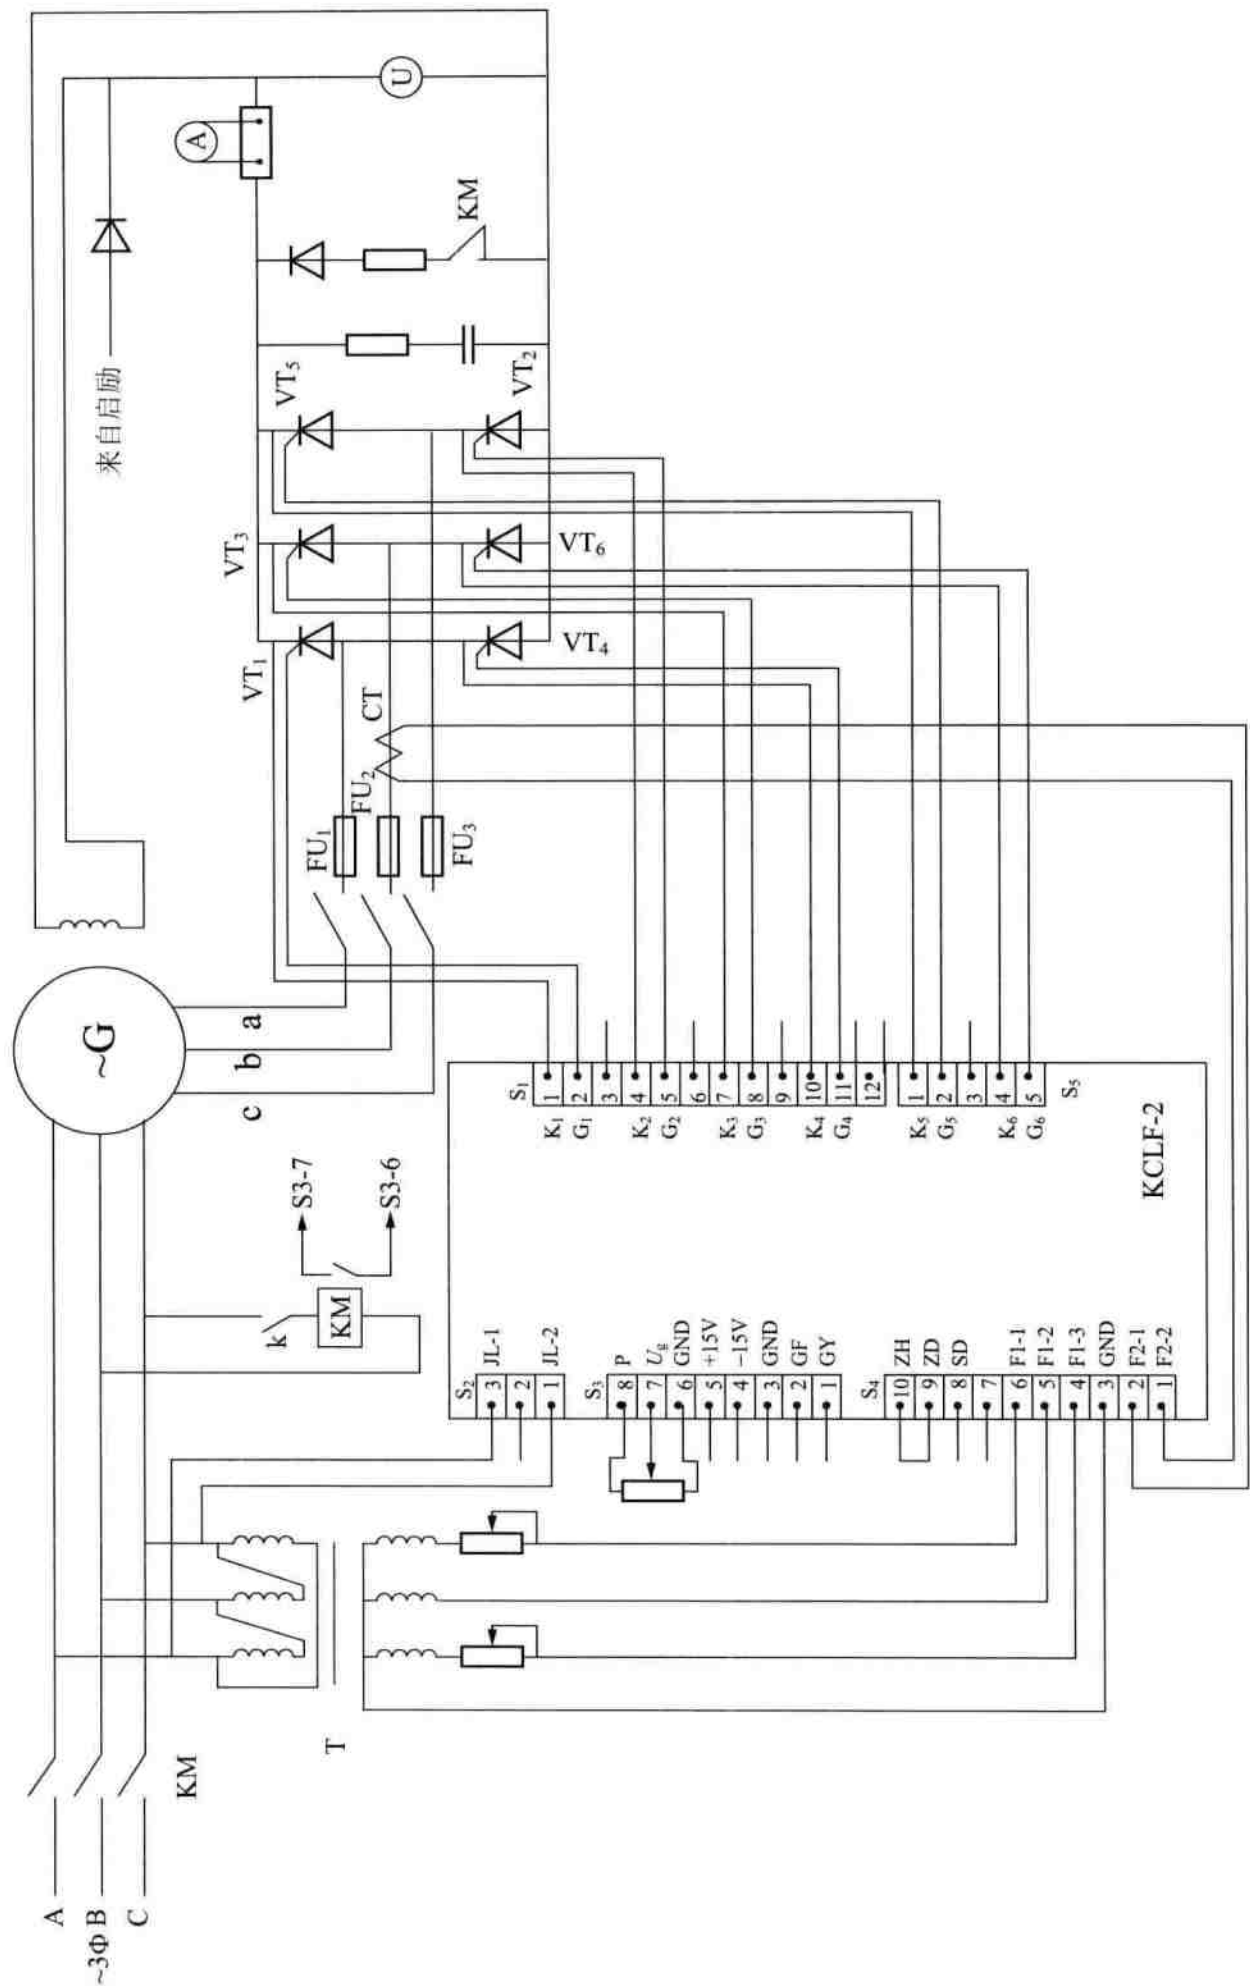 A
~3Φ B
C
KM
T
~G
a
b
c
k
KM
S3-7
S3-6
FU₁
FU₂
FU₃
CT
VT₁
VT₃
VT₅
VT₄
VT₆
VT₂
来自启励
A
U
KM
S₂
3 JL-1
2
1 JL-2
S₃
8 P
7 Ug
6 GND
5 +15V
4 -15V
3 GND
2 GF
1 GY
S₄
10 ZH
9 ZD
8 SD
7
6 F1-1
5 F1-2
4 F1-3
3 GND
2 F2-1
1 F2-2
S₁
K₁ 1
G₁ 2
3
K₂ 4
G₂ 5
6
K₃ 7
G₃ 8
9
K₄ 10
G₄ 11
12
K₅ 1
G₅ 2
3
K₆ 4
G₆ 5
S₅
KCLF-2